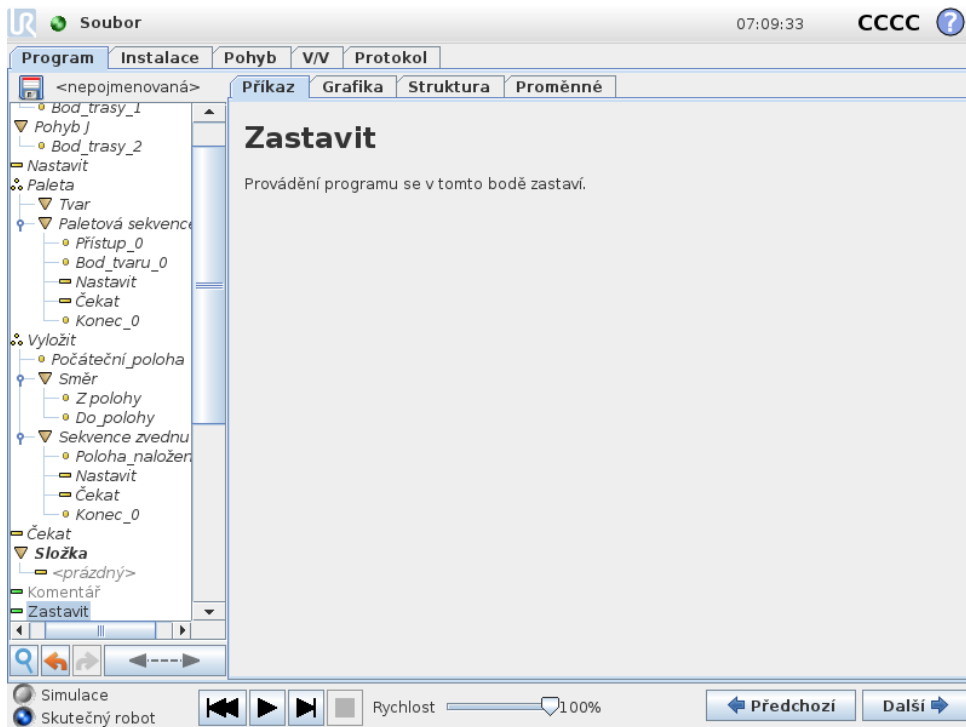 UR Soubor 07:09:33 CCCC ?
Program Instalace Pohyb V/V Protokol
<nepojmenovaná> Příkaz Grafika Struktura Proměnné
Bod_trasy_1
Pohyb J
Bod_trasy_2
Nastavit
Paleta
Tvar
Paletová sekvence
Přístup_0
Bod_tvaru_0
Nastavit
Čekat
Konec_0
Vyložit
Počáteční_poloha
Směr
Z polohy
Do_polohy
Sekvence zvednu
Poloha_naložen
Nastavit
Čekat
Konec_0
Čekat
Složka
<prázdný>
Komentář
Zastavit
Zastavit
Provádění programu se v tomto bodě zastaví.
Simulace
Skutečný robot
Rychlost 100%
Předchozí Další